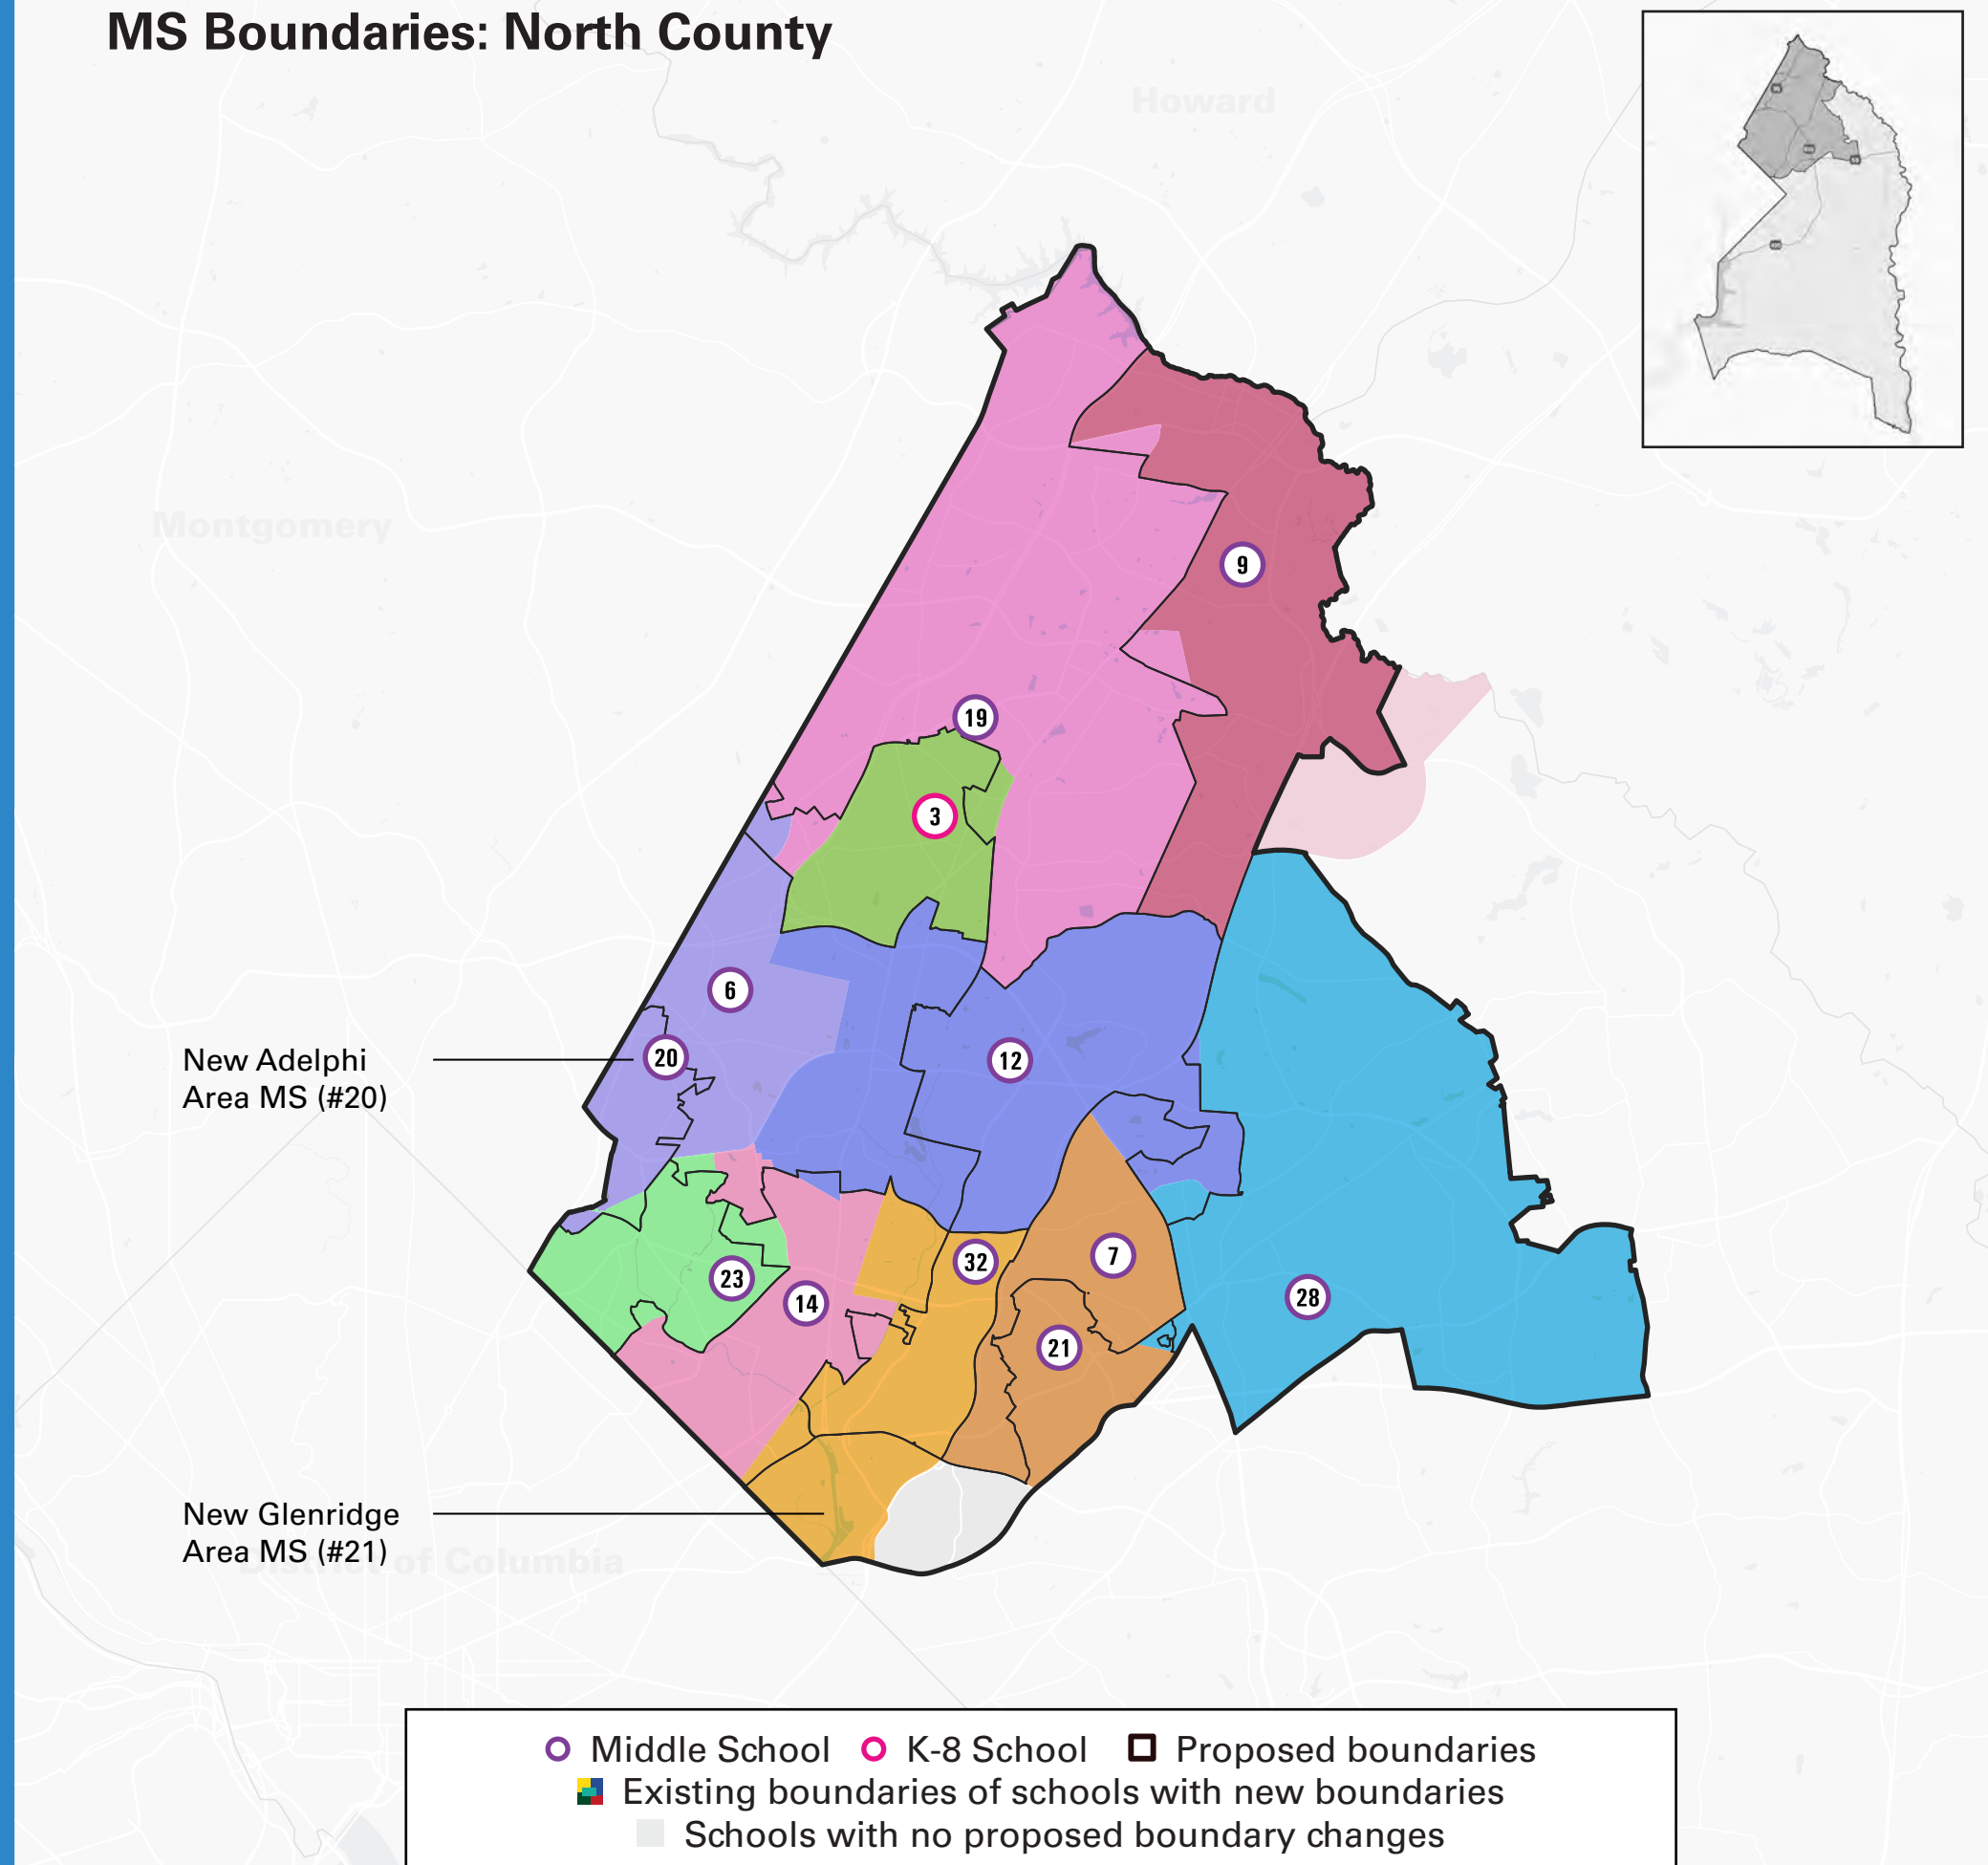 MS Boundaries: North County
Howard
Montgomery
9
19
3
6
20
12
New Adelphi
Area MS (#20)
32
7
23
14
28
21
New Glenridge
Area MS (#21)
District of Columbia
Middle School
K-8 School
Proposed boundaries
Existing boundaries of schools with new boundaries
Schools with no proposed boundary changes